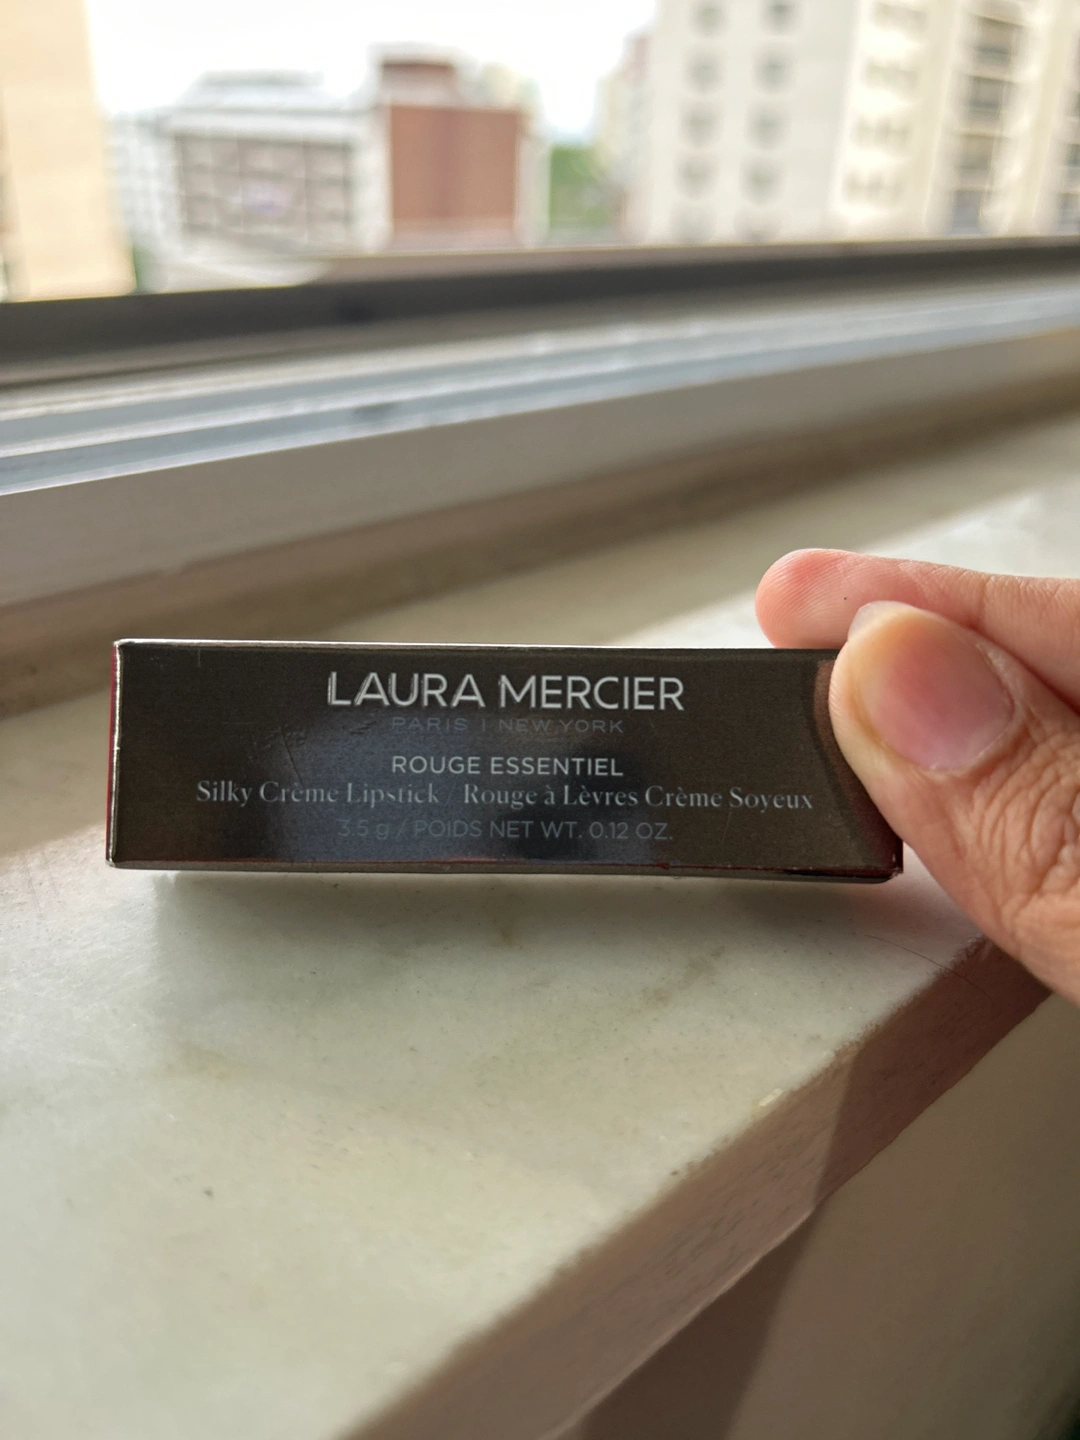 LAURA MERCIER
PARIS | NEW YORK
ROUGE ESSENTIEL
Silky Crème Lipstick / Rouge à Lèvres Crème Soyeux
3.5 g / POIDS NET WT. 0.12 OZ.